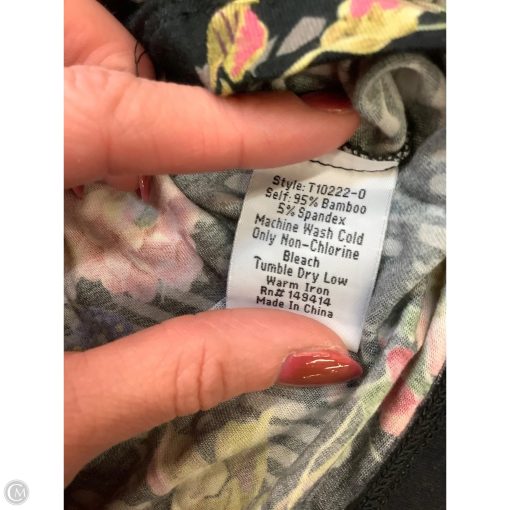 Style: T10222-0
Self: 95% Bamboo
5% Spandex
Machine Wash Cold
Only Non-Chlorine
Bleach
Tumble Dry Low
Warm Iron
Rn# 149414
Made In China
CM